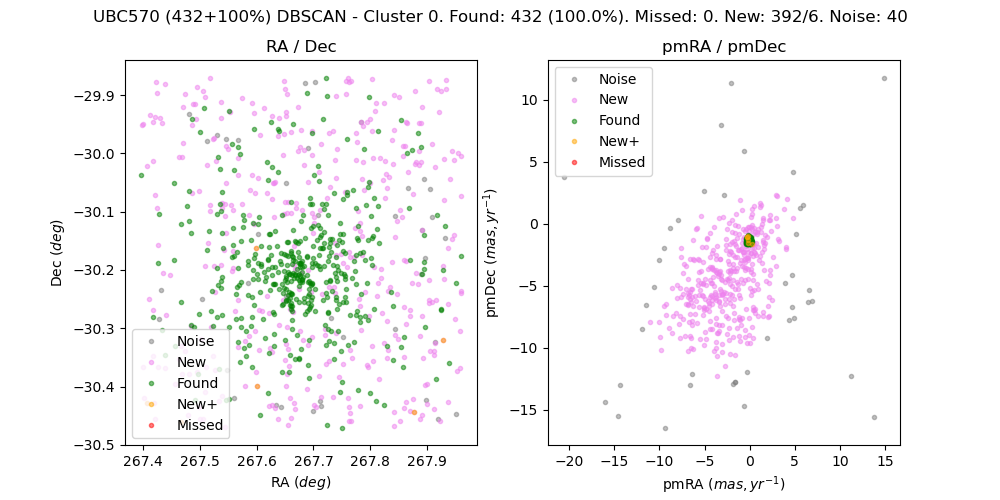 UBC570 (432+100%) DBSCAN - Cluster 0. Found: 432 (100.0%). Missed: 0. New: 392/6. Noise: 40
RA / Dec
−29.9
−30.0
−30.1
−30.2
−30.3
−30.4
−30.5
Dec (deg)
Noise
New
Found
New+
Missed
267.4 267.5 267.6 267.7 267.8 267.9
RA (deg)
pmRA / pmDec
10
5
0
−5
−10
−15
pmDec (mas, yr⁻¹)
Noise
New
Found
New+
Missed
−20 −15 −10 −5 0 5 10 15
pmRA (mas, yr⁻¹)